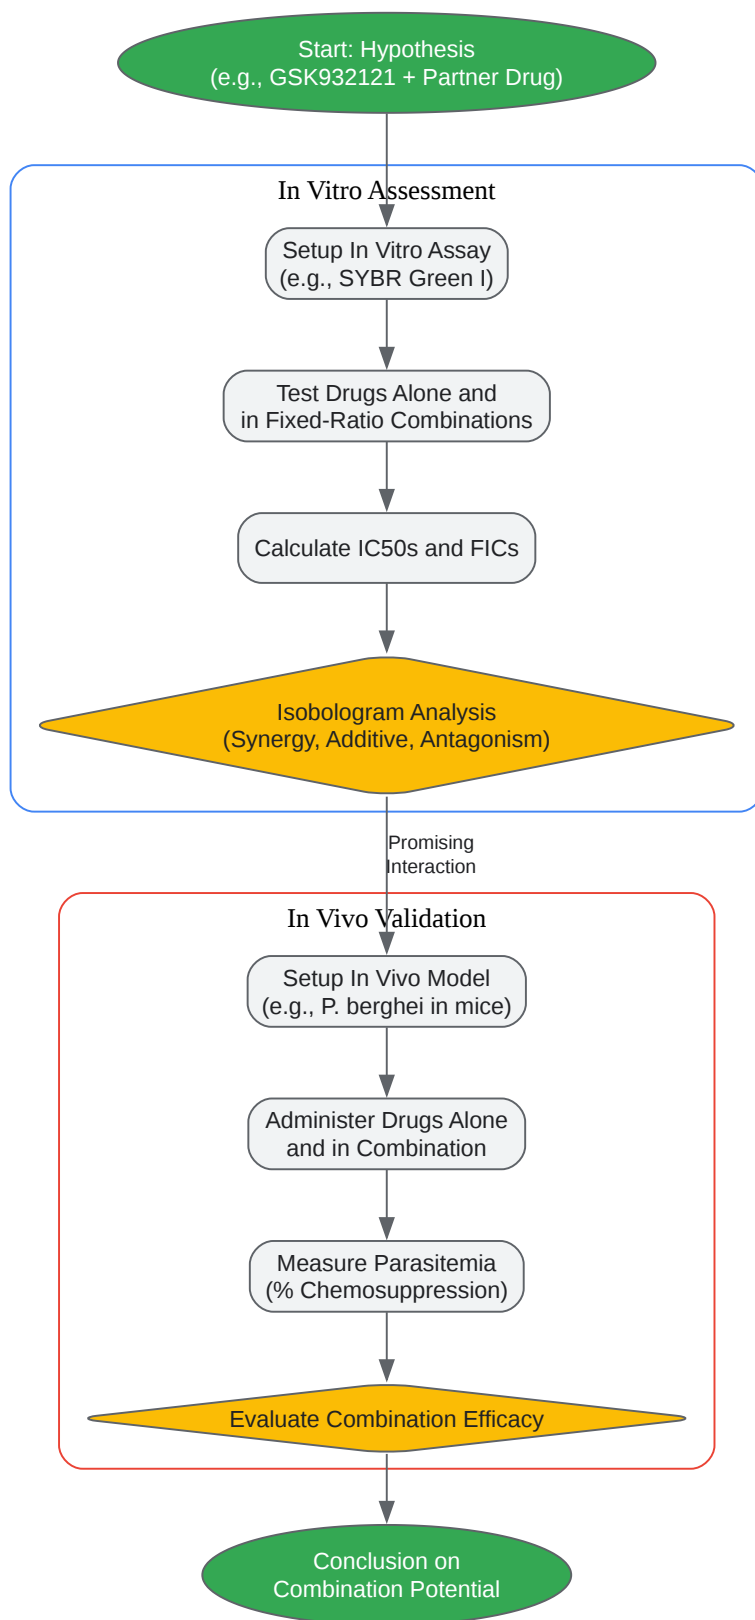 Start: Hypothesis
(e.g., GSK932121 + Partner Drug)
In Vitro Assessment
Setup In Vitro Assay
(e.g., SYBR Green I)
Test Drugs Alone and
in Fixed-Ratio Combinations
Calculate IC50s and FICs
Isobologram Analysis
(Synergy, Additive, Antagonism)
Promising
Interaction
In Vivo Validation
Setup In Vivo Model
(e.g., P. berghei in mice)
Administer Drugs Alone
and in Combination
Measure Parasitemia
(% Chemosuppression)
Evaluate Combination Efficacy
Conclusion on
Combination Potential